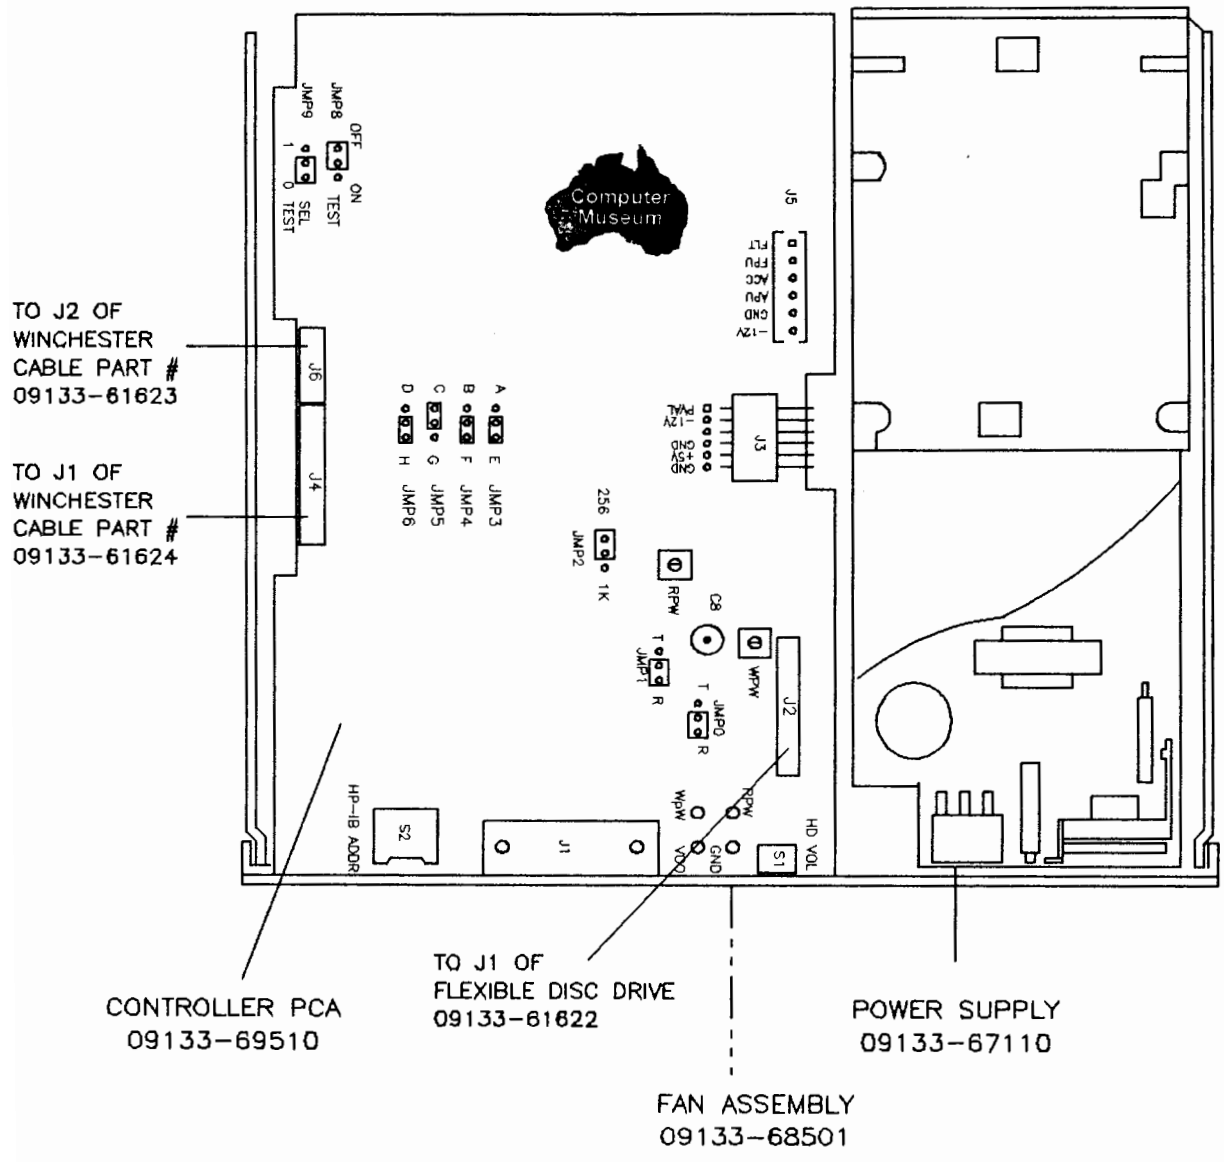 JMP9
JMP8
OFF
1
0
ON
TEST
SEL
TEST
Computer
Museum
J5
FLT
FPU
ACC
APU
GND
-12V
TO J2 OF
WINCHESTER
CABLE PART #
09133-61623
J6
TO J1 OF
WINCHESTER
CABLE PART #
09133-61624
J4
D
C
B
A
H
G
F
E
JMP6
JMP5
JMP4
JMP3
PVAL
-12V
GND
+5V
GND
J3
256
JMP2
1K
RPW
C8
WPW
T
JMP1
R
T
JMP0
R
J2
HP-IB ADDR
S2
J1
WPW
RPW
VCO
GND
S1
HD VOL
CONTROLLER PCA
09133-69510
TO J1 OF
FLEXIBLE DISC DRIVE
09133-61622
POWER SUPPLY
09133-67110
FAN ASSEMBLY
09133-68501